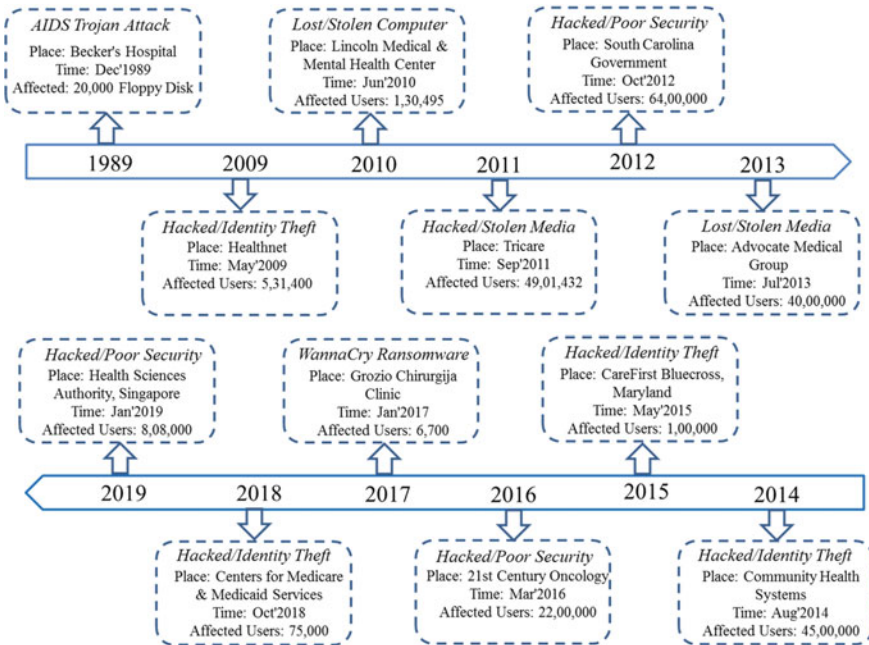 AIDS Trojan Attack
Place: Becker's Hospital
Time: Dec'1989
Affected: 20,000 Floppy Disk
Lost/Stolen Computer
Place: Lincoln Medical &
Mental Health Center
Time: Jun'2010
Affected Users: 1,30,495
Hacked/Poor Security
Place: South Carolina
Government
Time: Oct'2012
Affected Users: 64,00,000
1989
2009
2010
2011
2012
2013
Hacked/Identity Theft
Place: Healthnet
Time: May'2009
Affected Users: 5,31,400
Hacked/Stolen Media
Place: Tricare
Time: Sep'2011
Affected Users: 49,01,432
Lost/Stolen Media
Place: Advocate Medical
Group
Time: Jul'2013
Affected Users: 40,00,000
Hacked/Poor Security
Place: Health Sciences
Authority, Singapore
Time: Jan'2019
Affected Users: 8,08,000
WannaCry Ransomware
Place: Grozio Chirurgija
Clinic
Time: Jan'2017
Affected Users: 6,700
Hacked/Identity Theft
Place: CareFirst Bluecross,
Maryland
Time: May'2015
Affected Users: 1,00,000
2019
2018
2017
2016
2015
2014
Hacked/Identity Theft
Place: Centers for Medicare
& Medicaid Services
Time: Oct'2018
Affected Users: 75,000
Hacked/Poor Security
Place: 21st Century Oncology
Time: Mar'2016
Affected Users: 22,00,000
Hacked/Identity Theft
Place: Community Health
Systems
Time: Aug'2014
Affected Users: 45,00,000